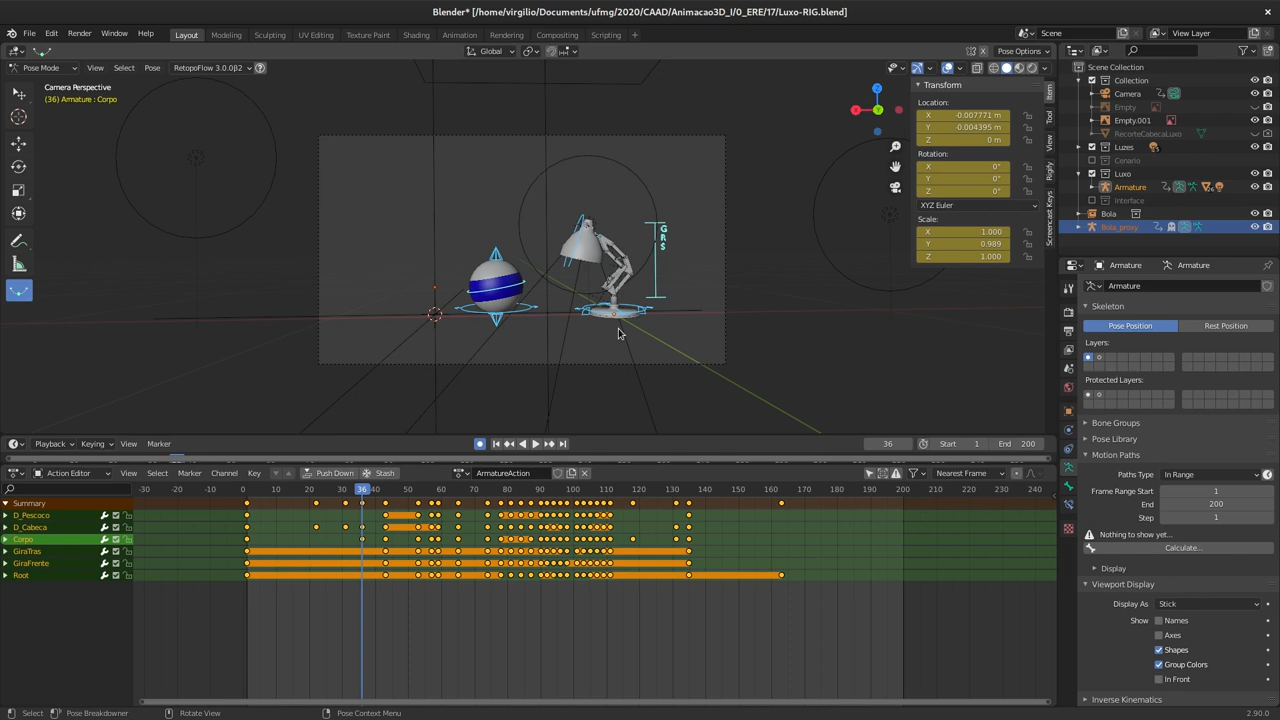 Blender* [/home/virgilio/Documents/ufmg/2020/CAAD/Animacao3D_I/0_ERE/17/Luxo-RIG.blend]
File Edit Render Window Help Layout Modeling Sculpting UV Editing Texture Paint Shading Animation Rendering Compositing Scripting + Scene View Layer
Global Pose Options
Pose Mode View Select Pose RetopoFlow 3.0.0β2
Camera Perspective
(36) Armature : Corpo
X Y Z
G
R
S
Transform
Location:
X -0.007771 m
Y -0.004395 m
Z 0 m
Rotation:
X 0°
Y 0°
Z 0°
XYZ Euler
Scale:
X 1.000
Y 0.989
Z 1.000
Item
Tool
View
Rigify
Screencast Keys
Scene Collection
Collection
Camera
Empty
Empty.001
RecorteCabecaLuxo
Luzes
Cenario
Luxo
Armature
Interface
Bola
Bola_proxy
Armature Armature
Armature
Skeleton
Pose Position Rest Position
Layers:
Protected Layers:
Bone Groups
Pose Library
Motion Paths
Paths Type In Range
Frame Range Start 1
End 200
Step 1
Nothing to show yet...
Calculate...
Display
Viewport Display
Display As Stick
Show Names
Axes
Shapes
Group Colors
In Front
Inverse Kinematics
Playback Keying View Marker 36 Start 1 End 200
Action Editor View Select Marker Channel Key Push Down Stash ArmatureAction Nearest Frame
-30 -20 -10 0 10 20 30 36 40 50 60 70 80 90 100 110 120 130 140 150 160 170 180 190 200 210 220 230 240
Summary
D_Pescoco
D_Cabeca
Corpo
GiraTras
GiraFrente
Root
Select Pose Breakdowner Rotate View Pose Context Menu 2.90.0